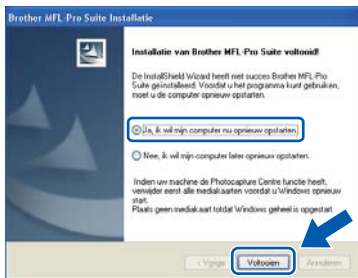 Brother MFL-Pro Suite Installatie
Installatie van Brother MFL-Pro Suite voltooid!
De InstallShield Wizard heeft met succes Brother MFL-Pro
Suite geïnstalleerd. Voordat u het programma kunt gebruiken,
moet u de computer opnieuw opstarten.
Ja, ik wil mijn computer nu opnieuw opstarten.
Nee, ik wil mijn computer later opnieuw opstarten.
Indien uw machine de Photocapture Centre functie heeft,
verwijder eerst alle mediakaarten voordat u Windows opnieuw
start.
Plaats geen mediakaart totdat Windows geheel is opgestart.
< Vorige Voltooien Annuleren